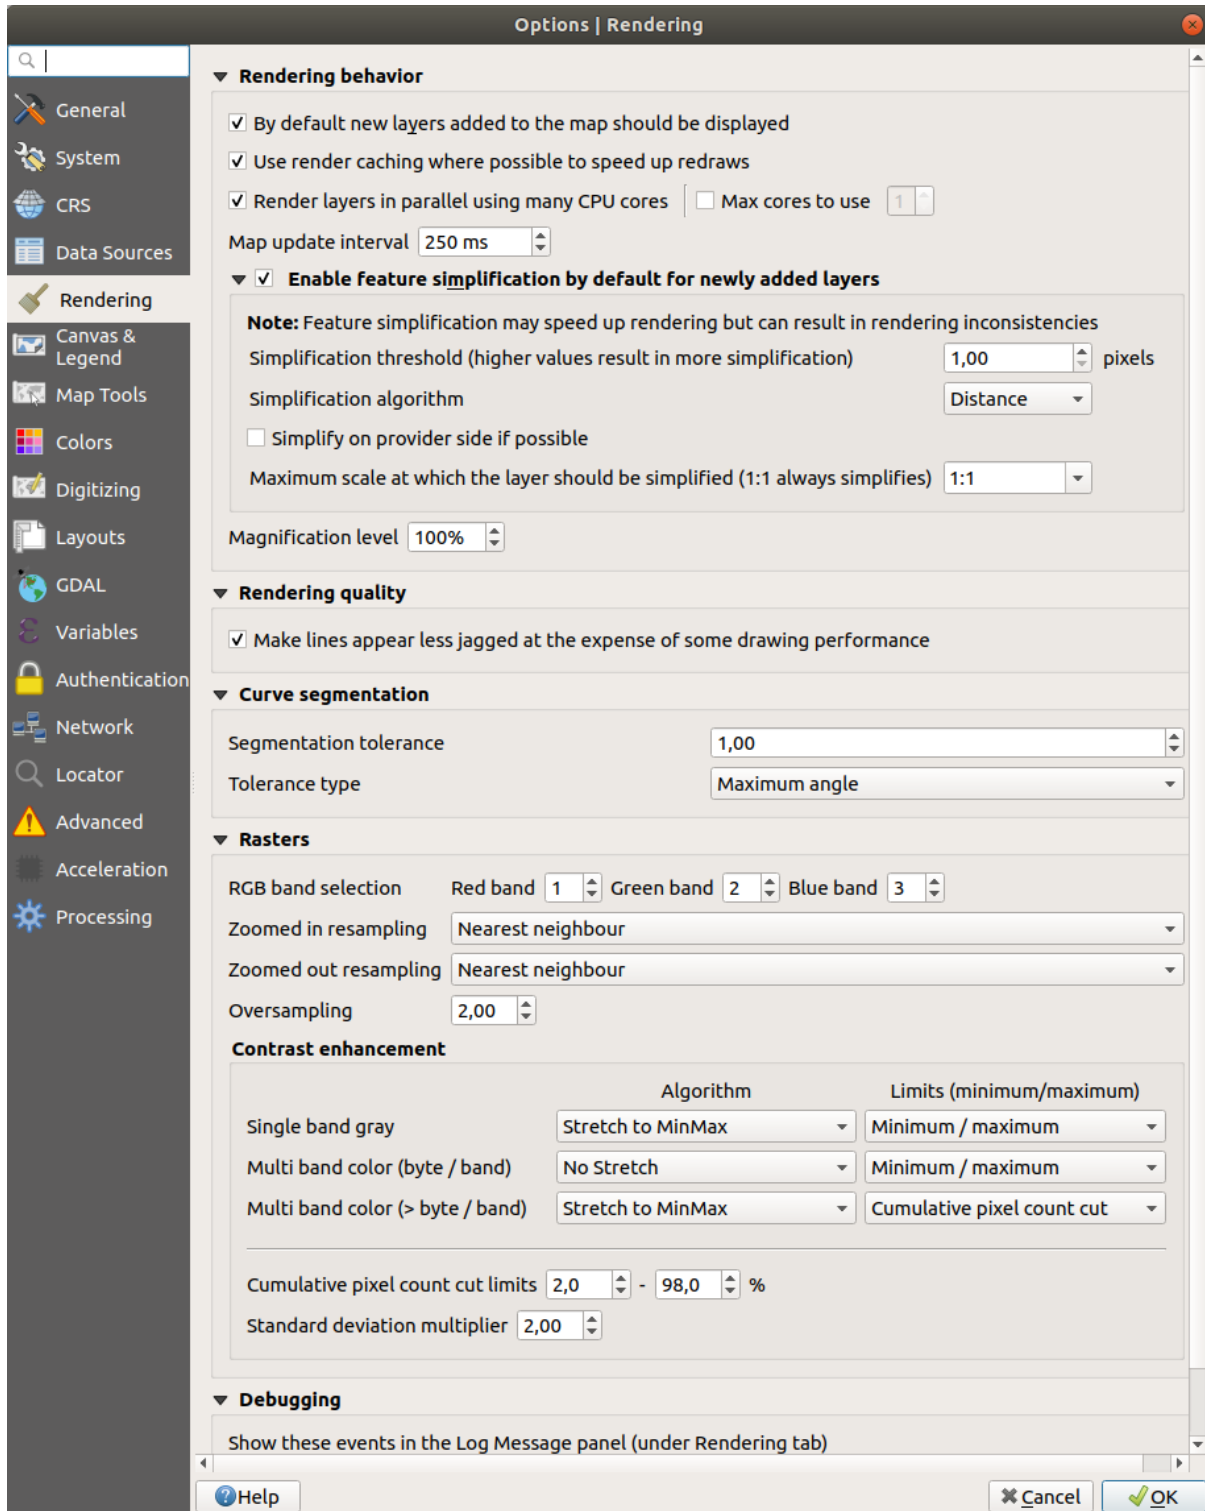 Options | Rendering
General
System
CRS
Data Sources
Rendering
Canvas &
Legend
Map Tools
Colors
Digitizing
Layouts
GDAL
Variables
Authentication
Network
Locator
Advanced
Acceleration
Processing
Rendering behavior
By default new layers added to the map should be displayed
Use render caching where possible to speed up redraws
Render layers in parallel using many CPU cores Max cores to use 1
Map update interval 250 ms
Enable feature simplification by default for newly added layers
Note: Feature simplification may speed up rendering but can result in rendering inconsistencies
Simplification threshold (higher values result in more simplification) 1,00 pixels
Simplification algorithm Distance
Simplify on provider side if possible
Maximum scale at which the layer should be simplified (1:1 always simplifies) 1:1
Magnification level 100%
Rendering quality
Make lines appear less jagged at the expense of some drawing performance
Curve segmentation
Segmentation tolerance 1,00
Tolerance type Maximum angle
Rasters
RGB band selection Red band 1 Green band 2 Blue band 3
Zoomed in resampling Nearest neighbour
Zoomed out resampling Nearest neighbour
Oversampling 2,00
Contrast enhancement
Algorithm Limits (minimum/maximum)
Single band gray Stretch to MinMax Minimum / maximum
Multi band color (byte / band) No Stretch Minimum / maximum
Multi band color (> byte / band) Stretch to MinMax Cumulative pixel count cut
Cumulative pixel count cut limits 2,0 - 98,0 %
Standard deviation multiplier 2,00
Debugging
Show these events in the Log Message panel (under Rendering tab)
Help Cancel OK